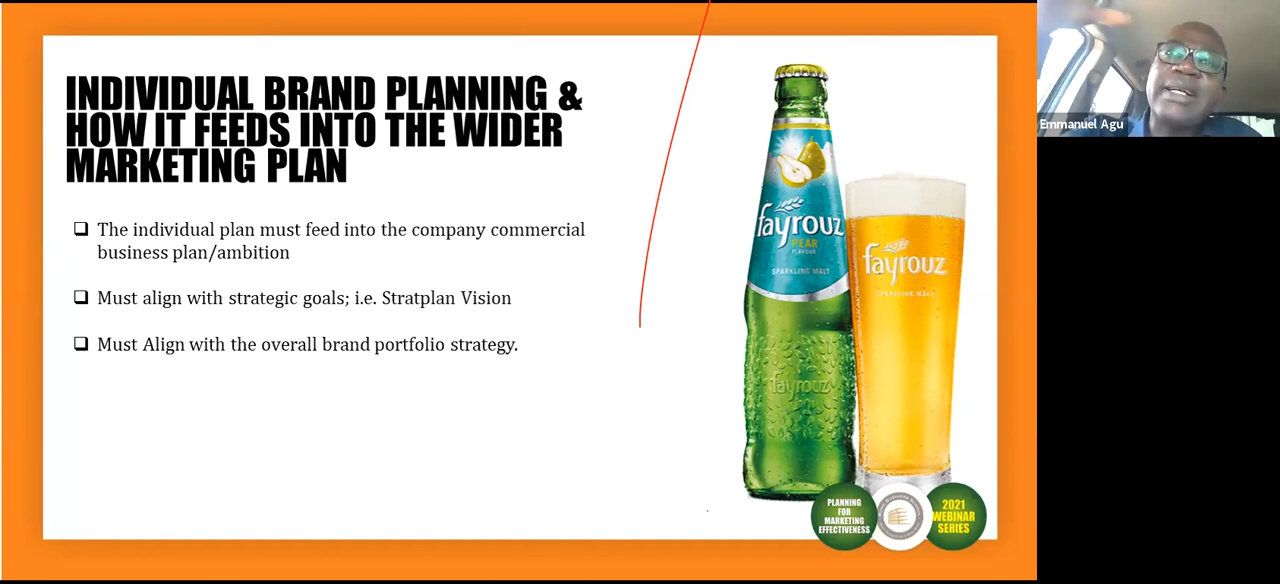 INDIVIDUAL BRAND PLANNING &
HOW IT FEEDS INTO THE WIDER
MARKETING PLAN
The individual plan must feed into the company commercial
business plan/ambition
Must align with strategic goals; i.e. Stratplan Vision
Must Align with the overall brand portfolio strategy.
fayrouz
PEAR
FLAVOUR
SPARKLING MALT
fayrouz
fayrouz
SPARKLING MALT
PLANNING
FOR
MARKETING
EFFECTIVENESS
2021
WEBINAR
SERIES
Emmanuel Agu